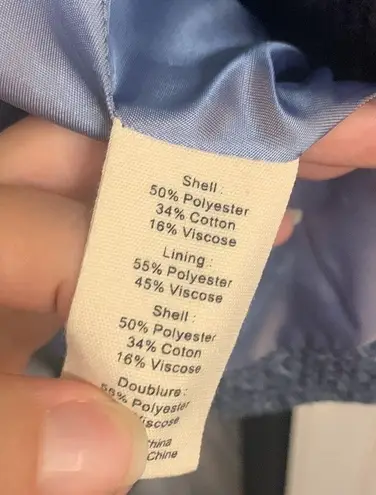 Shell :
50% Polyester
34% Cotton
16% Viscose
Lining :
55% Polyester
45% Viscose
Shell :
50% Polyester
34% Coton
16% Viscose
Doublure:
Polyester
Viscose
China
Chine